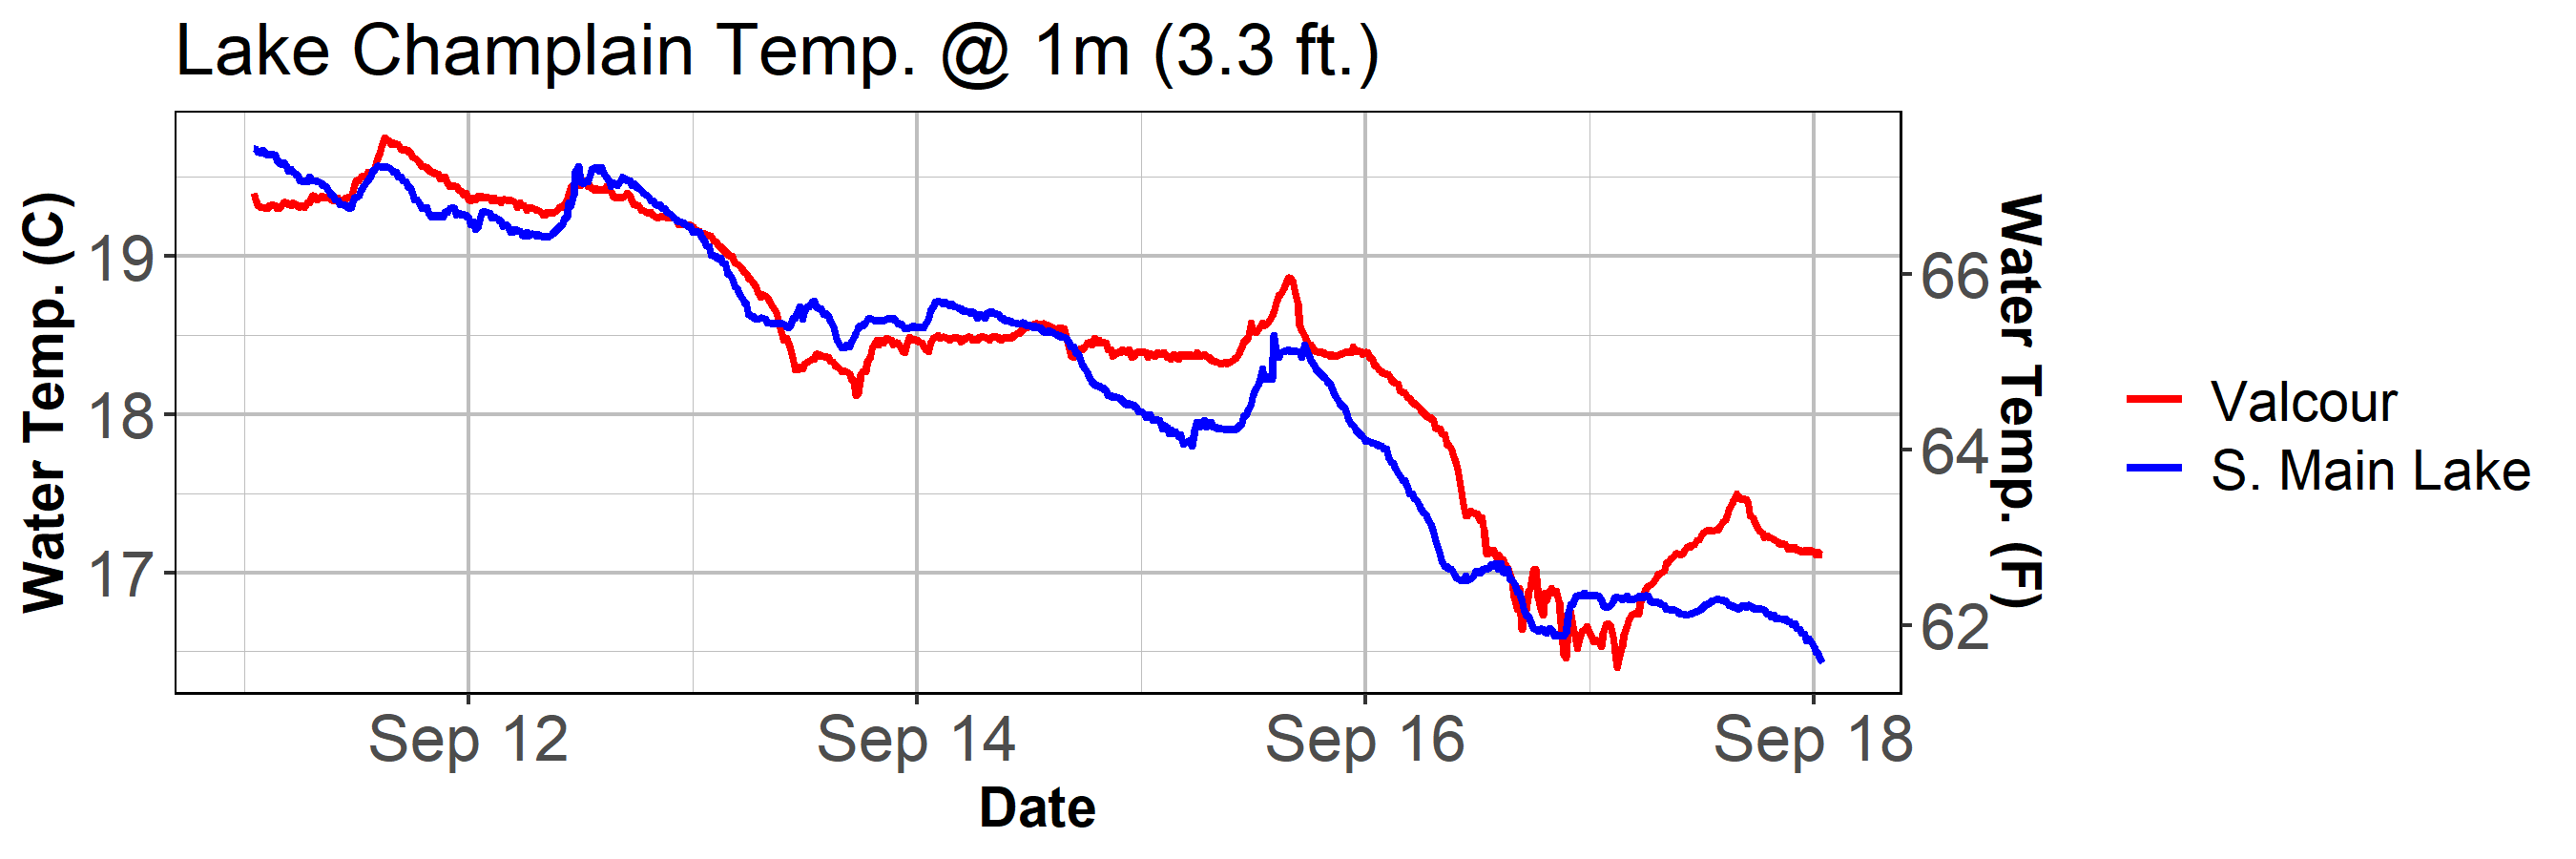 Lake Champlain Temp. @ 1m (3.3 ft.)
Water Temp. (C)
19
18
17
66
64
62
Water Temp. (F)
Sep 12
Sep 14
Sep 16
Sep 18
Date
Valcour
S. Main Lake